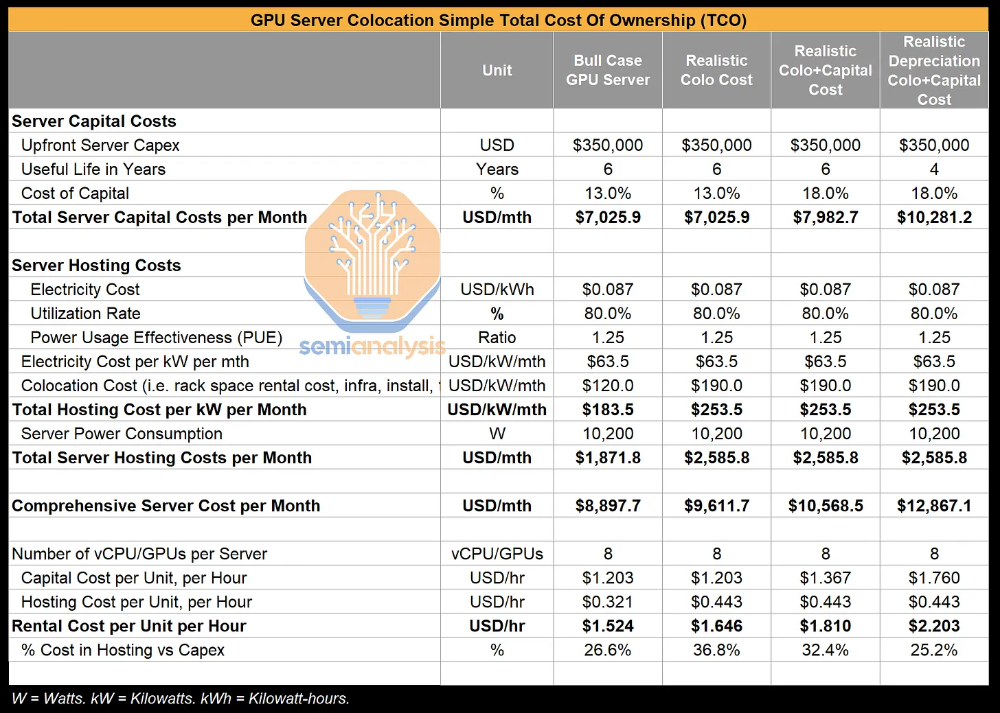 GPU Server Colocation Simple Total Cost Of Ownership (TCO)
Unit Bull Case GPU Server Realistic Colo Cost Realistic Colo+Capital Cost Realistic Depreciation Colo+Capital Cost
Server Capital Costs
Upfront Server Capex USD $350,000 $350,000 $350,000 $350,000
Useful Life in Years Years 6 6 6 4
Cost of Capital % 13.0% 13.0% 18.0% 18.0%
Total Server Capital Costs per Month USD/mth $7,025.9 $7,025.9 $7,982.7 $10,281.2
Server Hosting Costs
Electricity Cost USD/kWh $0.087 $0.087 $0.087 $0.087
Utilization Rate % 80.0% 80.0% 80.0% 80.0%
Power Usage Effectiveness (PUE) Ratio 1.25 1.25 1.25 1.25
semianalysis
Electricity Cost per kW per mth USD/kW/mth $63.5 $63.5 $63.5 $63.5
Colocation Cost (i.e. rack space rental cost, infra, install, USD/kW/mth $120.0 $190.0 $190.0 $190.0
Total Hosting Cost per kW per Month USD/kW/mth $183.5 $253.5 $253.5 $253.5
Server Power Consumption W 10,200 10,200 10,200 10,200
Total Server Hosting Costs per Month USD/mth $1,871.8 $2,585.8 $2,585.8 $2,585.8
Comprehensive Server Cost per Month USD/mth $8,897.7 $9,611.7 $10,568.5 $12,867.1
Number of vCPU/GPUs per Server vCPU/GPUs 8 8 8 8
Capital Cost per Unit, per Hour USD/hr $1.203 $1.203 $1.367 $1.760
Hosting Cost per Unit, per Hour USD/hr $0.321 $0.443 $0.443 $0.443
Rental Cost per Unit per Hour USD/hr $1.524 $1.646 $1.810 $2.203
% Cost in Hosting vs Capex % 26.6% 36.8% 32.4% 25.2%
W = Watts. kW = Kilowatts. kWh = Kilowatt-hours.